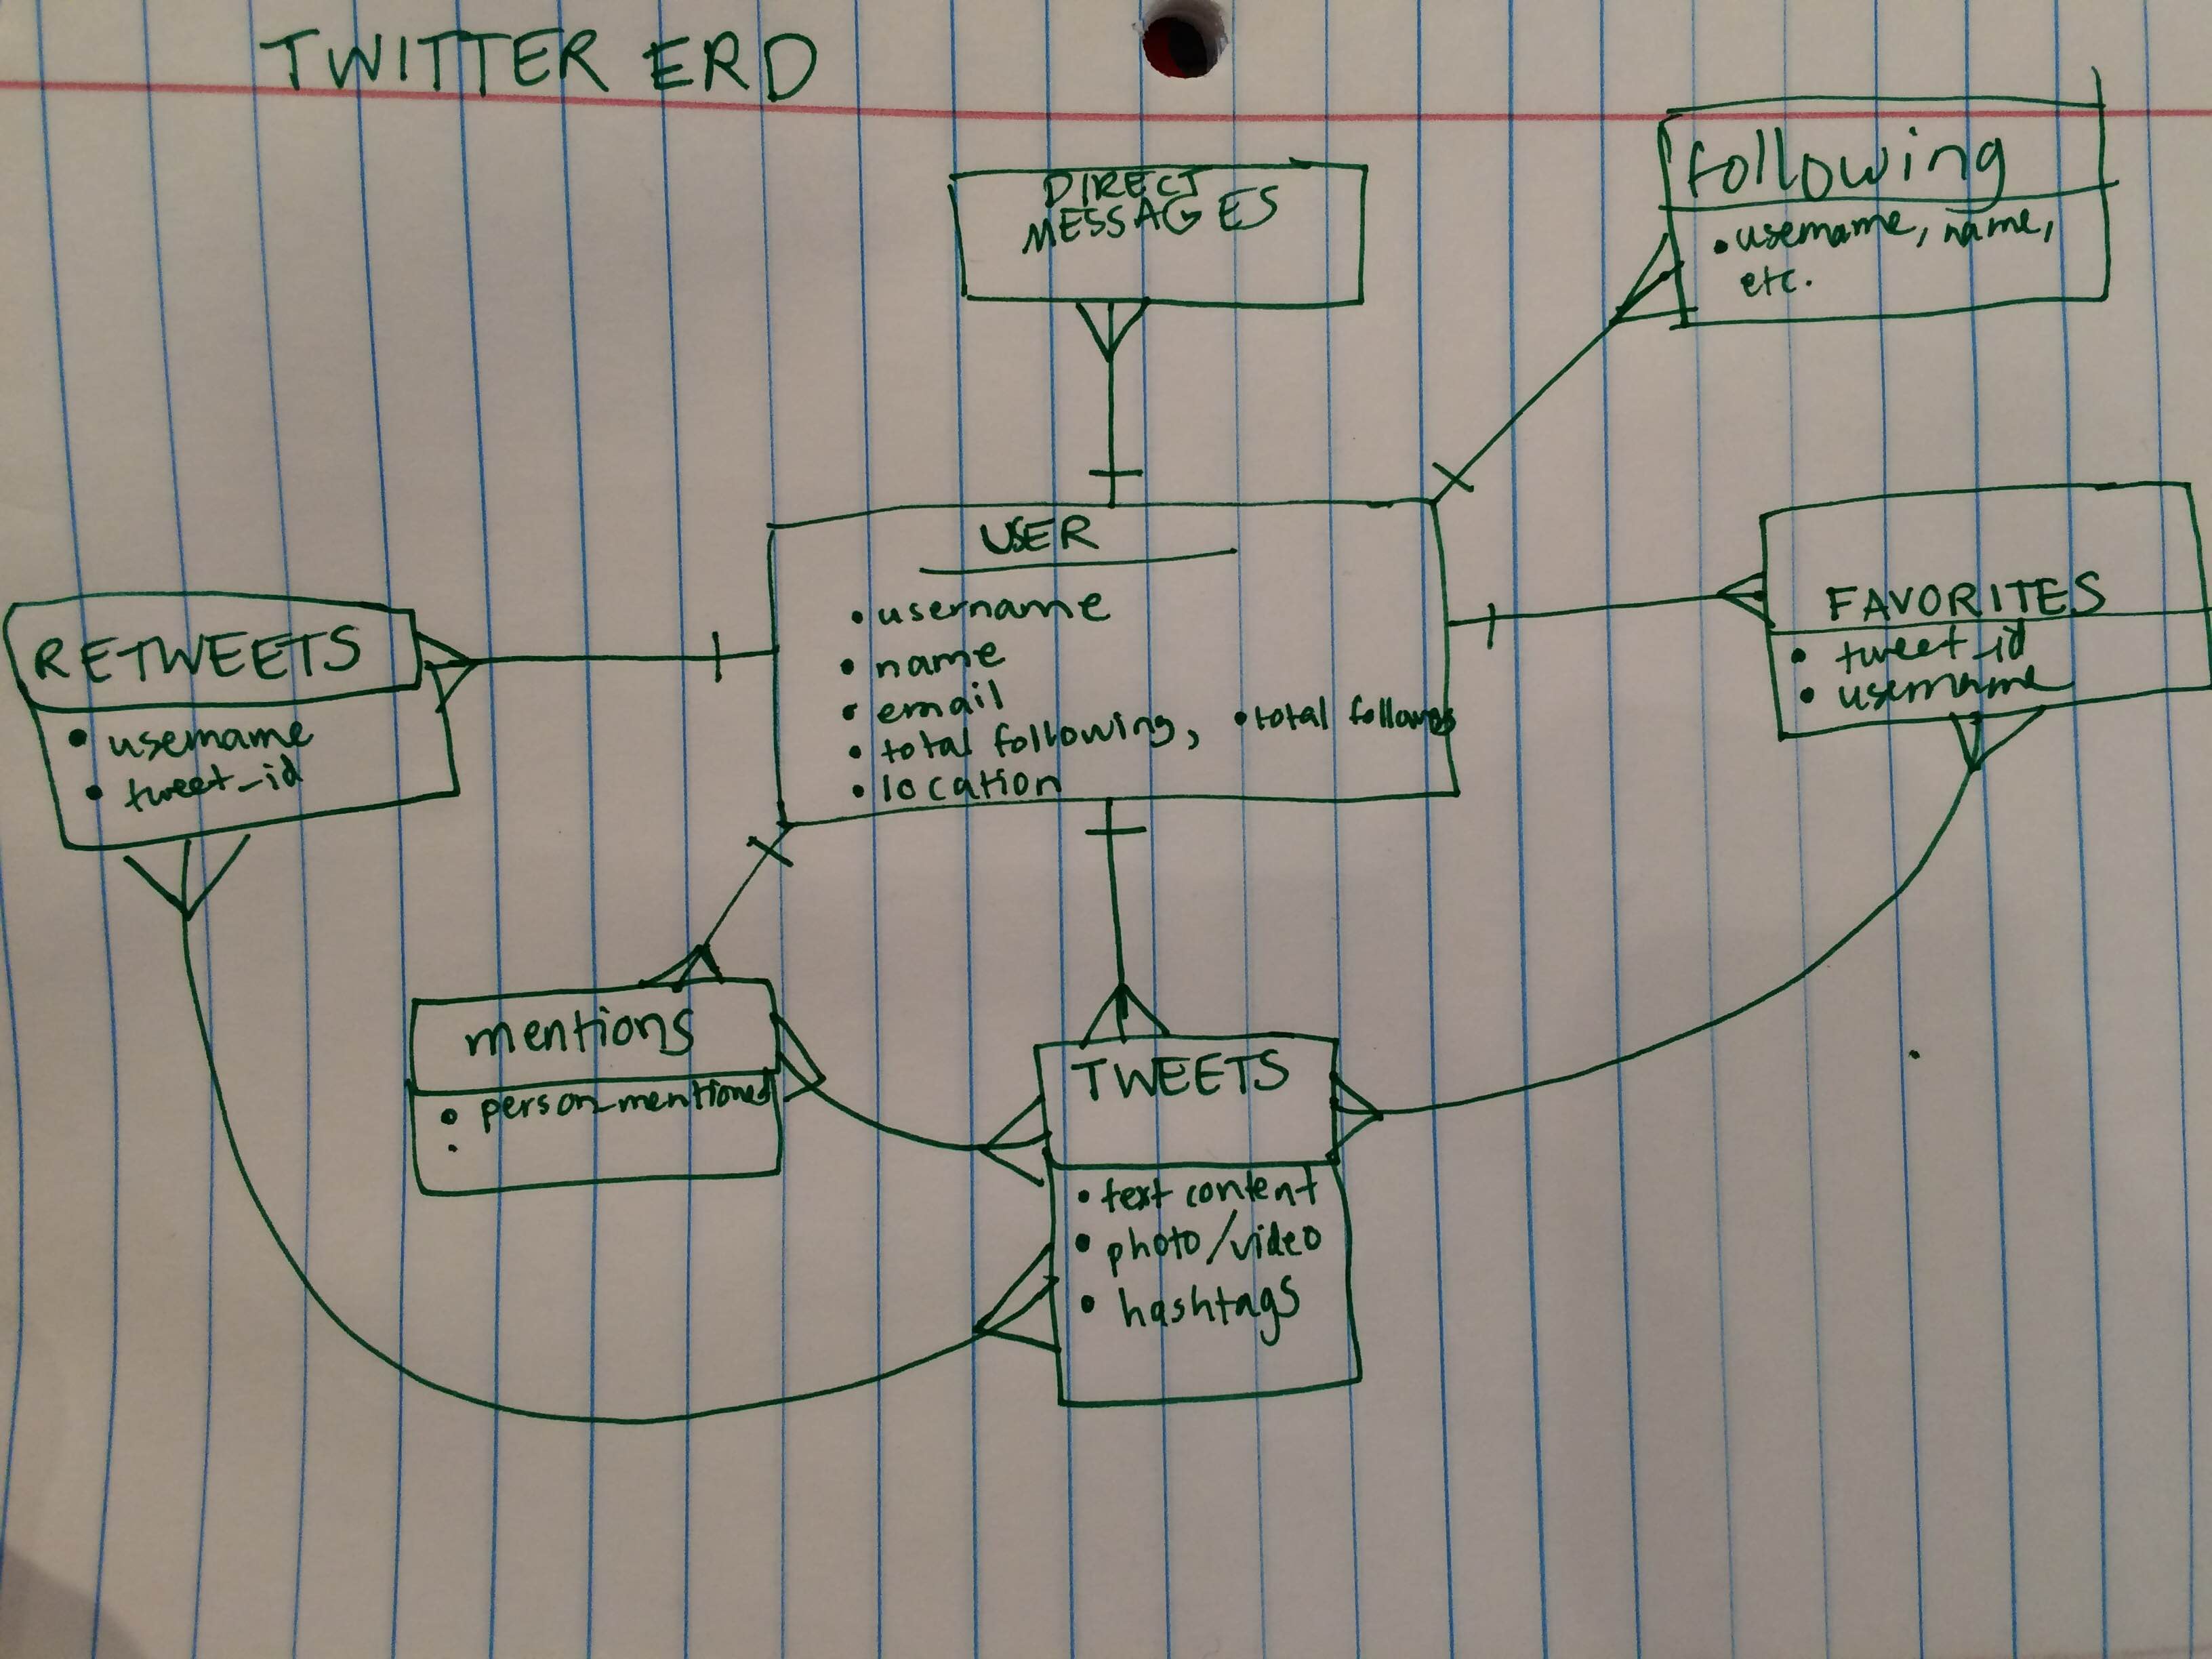 TWITTER ERD
DIRECT
MESSAGES
following
• username, name,
etc.
USER
• username
• name
• email
• total following, • total follows
• location
FAVORITES
• tweet_id
• username
RETWEETS
• username
• tweet_id
mentions
• person_mentioned
•
TWEETS
• text content
• photo/video
• hashtags